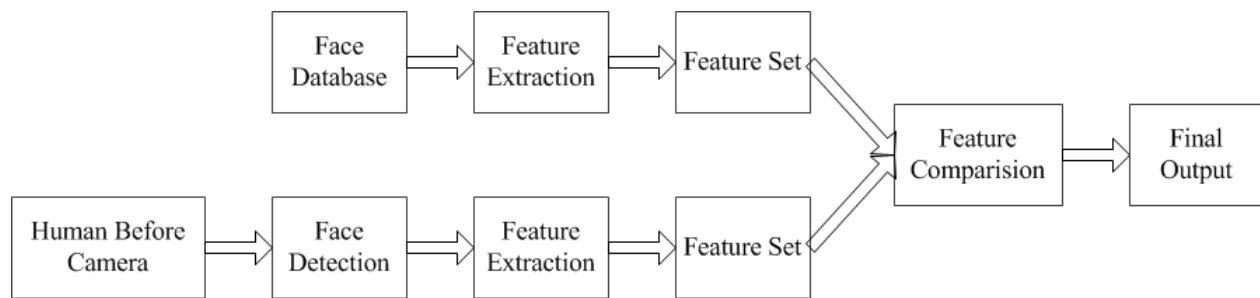 Face
Database
Feature
Extraction
Feature Set
Feature
Comparision
Final
Output
Human Before
Camera
Face
Detection
Feature
Extraction
Feature Set